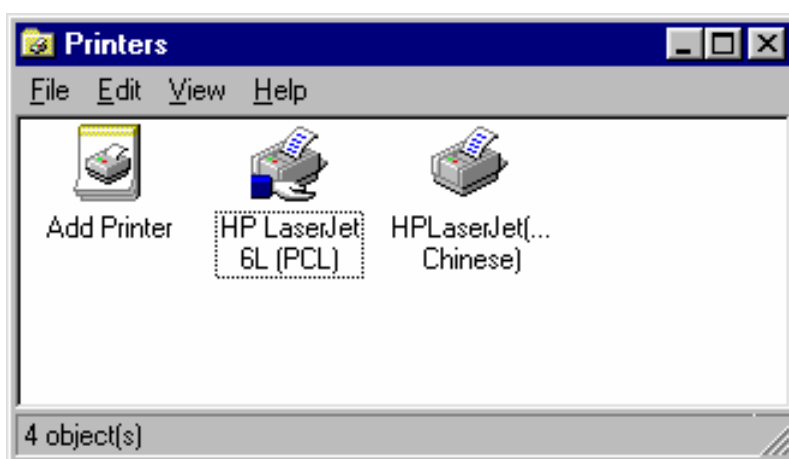 Printers
File Edit View Help
Add Printer
HP LaserJet
6L (PCL)
HPLaserJet(...
Chinese)
4 object(s)